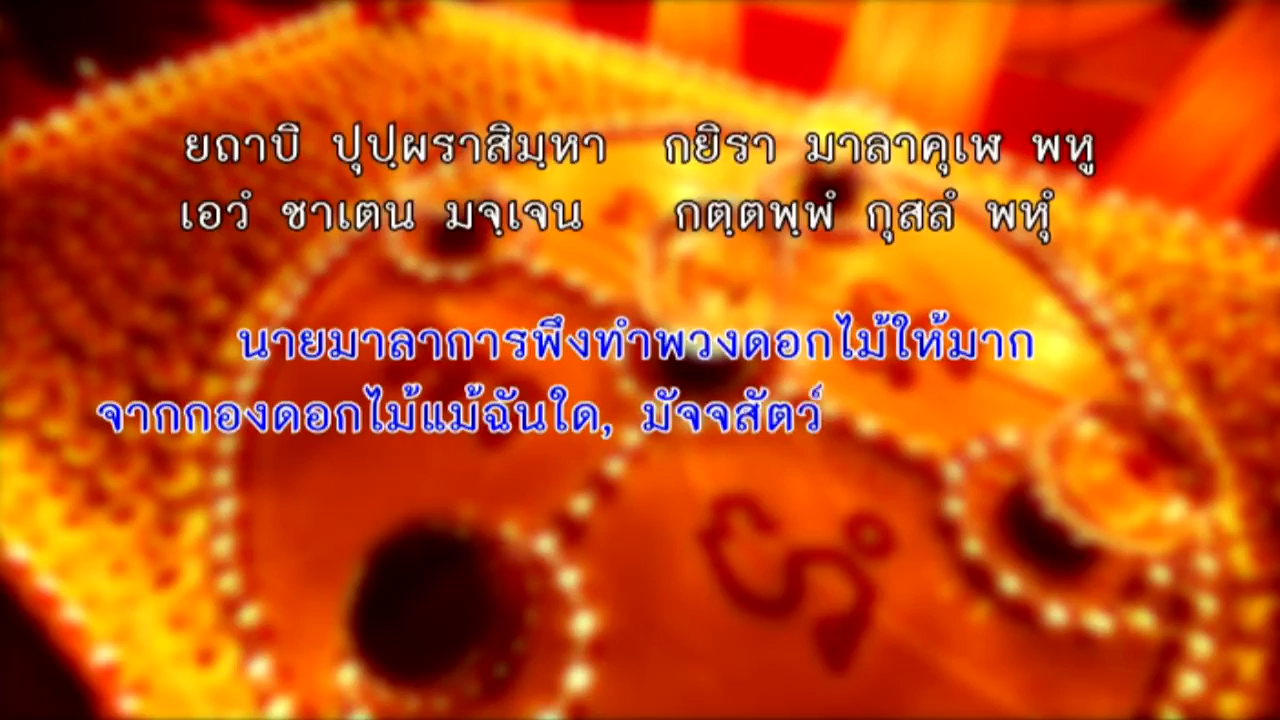 ยถาบิ ปุปฺผราสิมฺหา กยิรา มาลาคุเฬ พหู
เอวํ ชาเตน มจฺเจน กตฺตพฺพํ กุสลํ พหุํ
นายมาลาการพึงทำพวงดอกไม้ให้มาก
จากกองดอกไม้แม้ฉันใด, มัจจสัตว์